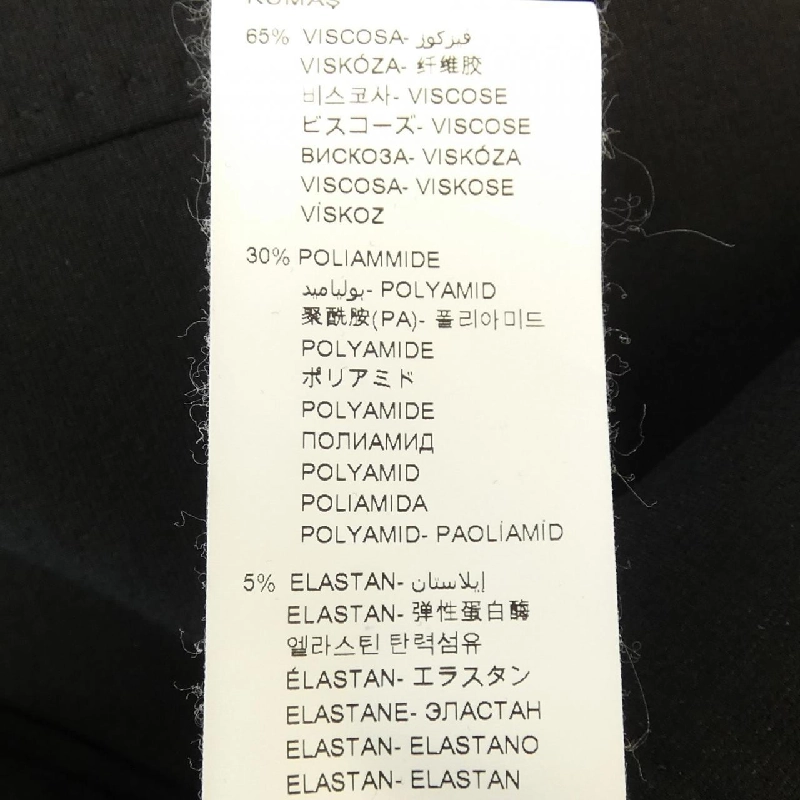 KUMAŞ
65% VISCOSA- فسكوز
VISKÓZA- 纤维胶
비스코사- VISCOSE
ビスコーズ- VISCOSE
ВИСКОЗА- VISKÓZA
VISCOSA- VISKOSE
VİSKOZ
30% POLIAMMIDE
بولياميد- POLYAMID
聚酰胺(PA)- 폴리아미드
POLYAMIDE
ポリアミド
POLYAMIDE
ПОЛИАМИД
POLYAMID
POLIAMIDA
POLYAMID- PAOLİAMİD
5% ELASTAN- إيلاستان
ELASTAN- 弹性蛋白酶
엘라스틴 탄력섬유
ÉLASTAN- エラスタン
ELASTANE- ЭЛАСТАН
ELASTAN- ELASTANO
ELASTAN- ELASTAN